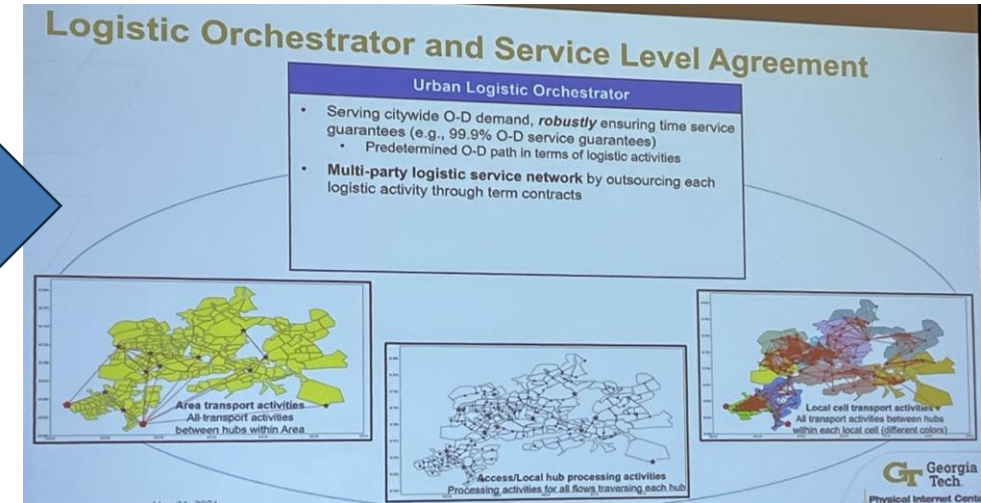 Logistic Orchestrator and Service Level Agreement
Urban Logistic Orchestrator
• Serving citywide O-D demand, robustly ensuring time service
guarantees (e.g., 99.9% O-D service guarantees)
• Predetermined O-D path in terms of logistic activities
• Multi-party logistic service network by outsourcing each
logistic activity through term contracts
Area transport activities
All transport activities
between hubs within Area
Access/Local hub processing activities
Processing activities for all flows traversing each hub
Local cell transport activities
All transport activities between hubs
within each local cell (different colors)
GT Georgia
Tech
Physical Internet Cente